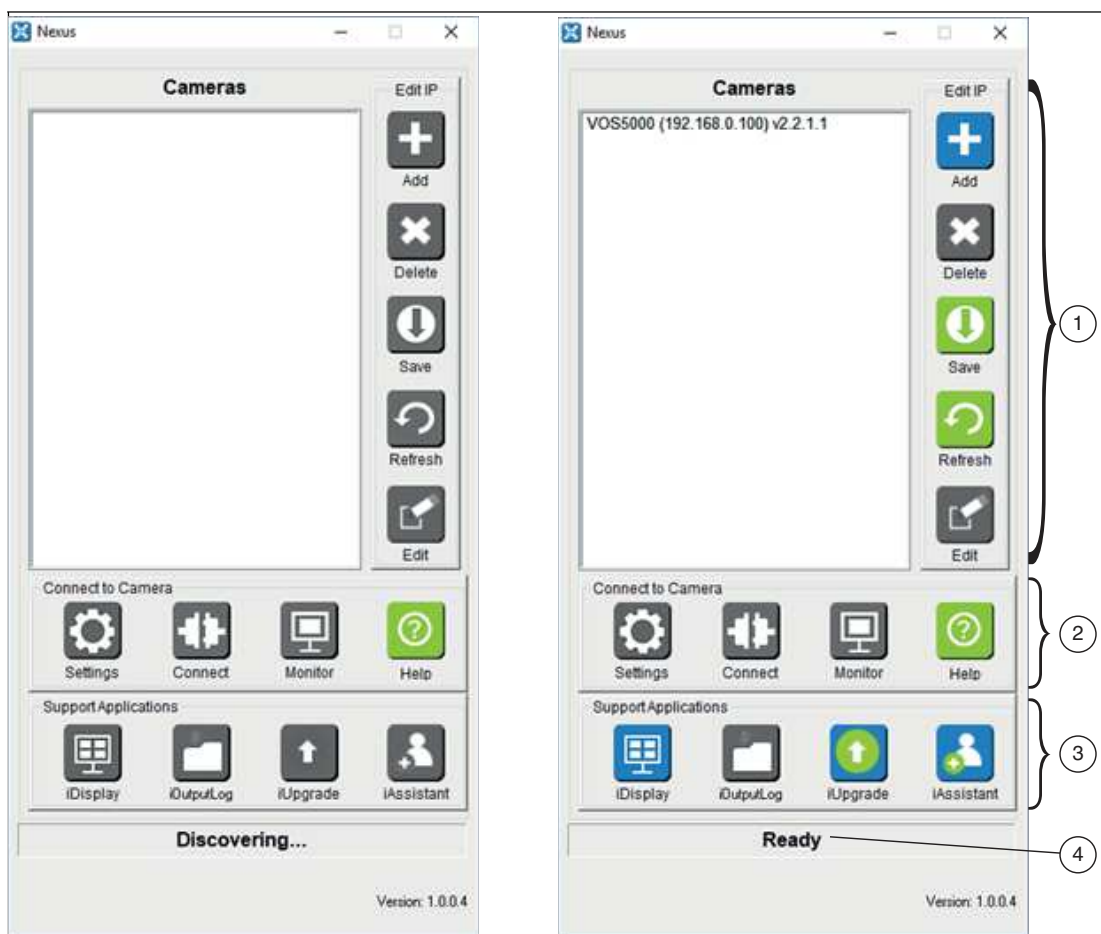 Nexus
Cameras
Edit IP
Add
Delete
Save
Refresh
Edit
Connect to Camera
Settings
Connect
Monitor
Help
Support Applications
iDisplay
iOutputLog
iUpgrade
iAssistant
Discovering...
Version: 1.0.0.4
Nexus
Cameras
Edit IP
VOS5000 (192.168.0.100) v2.2.1.1
Add
Delete
Save
Refresh
Edit
Connect to Camera
Settings
Connect
Monitor
Help
Support Applications
iDisplay
iOutputLog
iUpgrade
iAssistant
Ready
Version: 1.0.0.4
1
2
3
4